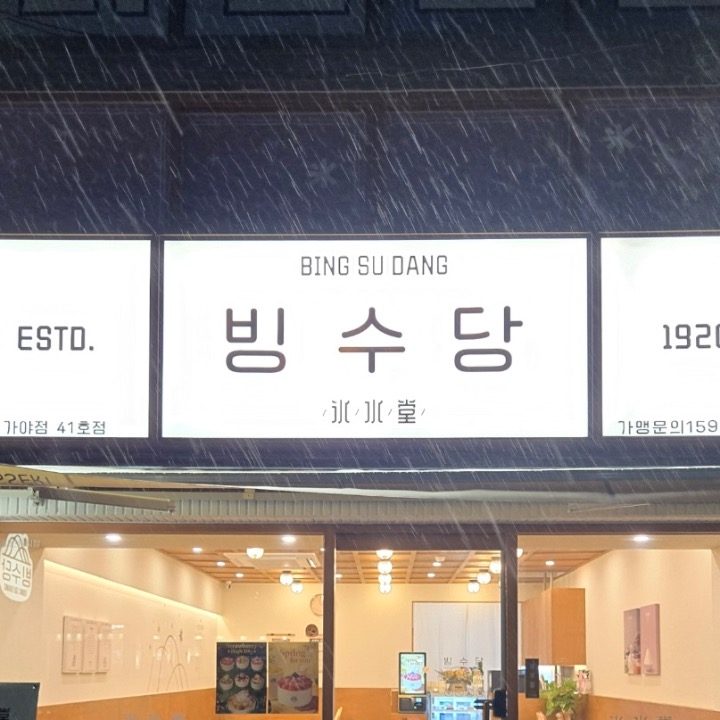 BING SU DANG
ESTD.
빙수당
1920
氷水堂
가야점 41호점
가맹문의159
빙수당